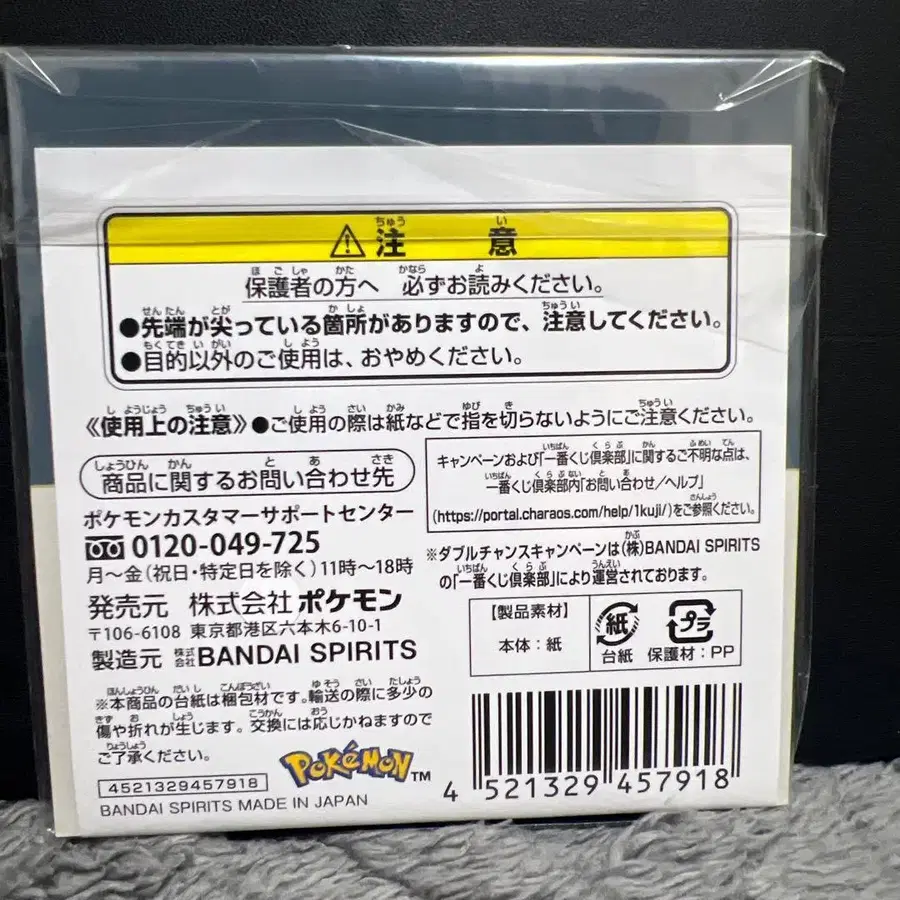 ⚠注意
保護者の方へ 必ずお読みください。
●先端が尖っている箇所がありますので、注意してください。
●目的以外のご使用は、おやめください。
《使用上の注意》●ご使用の際は紙などで指を切らないようにご注意ください。
商品に関するお問い合わせ先
ポケモンカスタマーサポートセンター
0120-049-725
月〜金(祝日・特定日を除く)11時〜18時
発売元 株式会社ポケモン
〒106-6108 東京都港区六本木6-10-1
製造元 株式会社BANDAI SPIRITS
※本商品の台紙は梱包材です。輸送の際に多少の
傷や折れが生じます。交換には応じかねますので
ご了承ください。
4521329457918
BANDAI SPIRITS MADE IN JAPAN
キャンペーンおよび「一番くじ倶楽部」に関するご不明な点は、
一番くじ倶楽部内「お問い合わせ/ヘルプ」
(https://portal.charaos.com/help/1kuji/)をご参照ください。
※ダブルチャンスキャンペーンは(株)BANDAI SPIRITS
の「一番くじ倶楽部」により運営されております。
【製品素材】
本体:紙
紙
台紙
プラ
保護材:PP
Pokémon TM
4 521329 457918